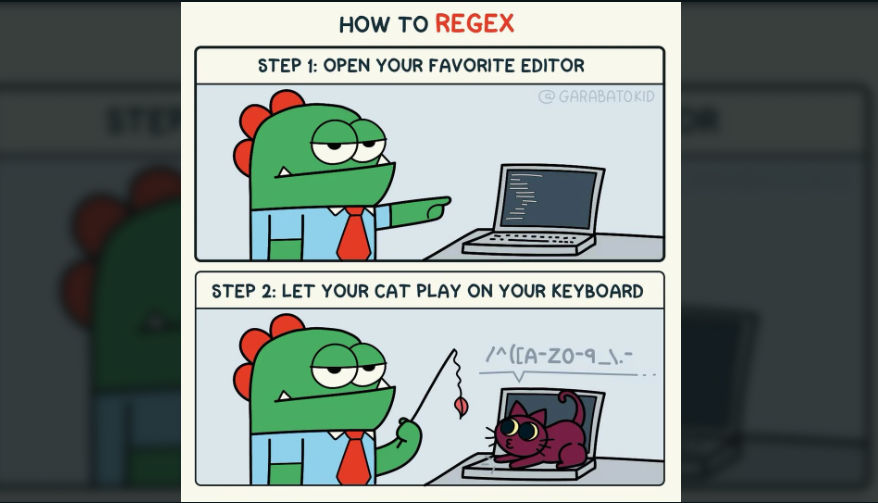 HOW TO REGEX
STEP 1: OPEN YOUR FAVORITE EDITOR
@GARABATOKID
STEP 2: LET YOUR CAT PLAY ON YOUR KEYBOARD
/^([A-Z0-9_\.-